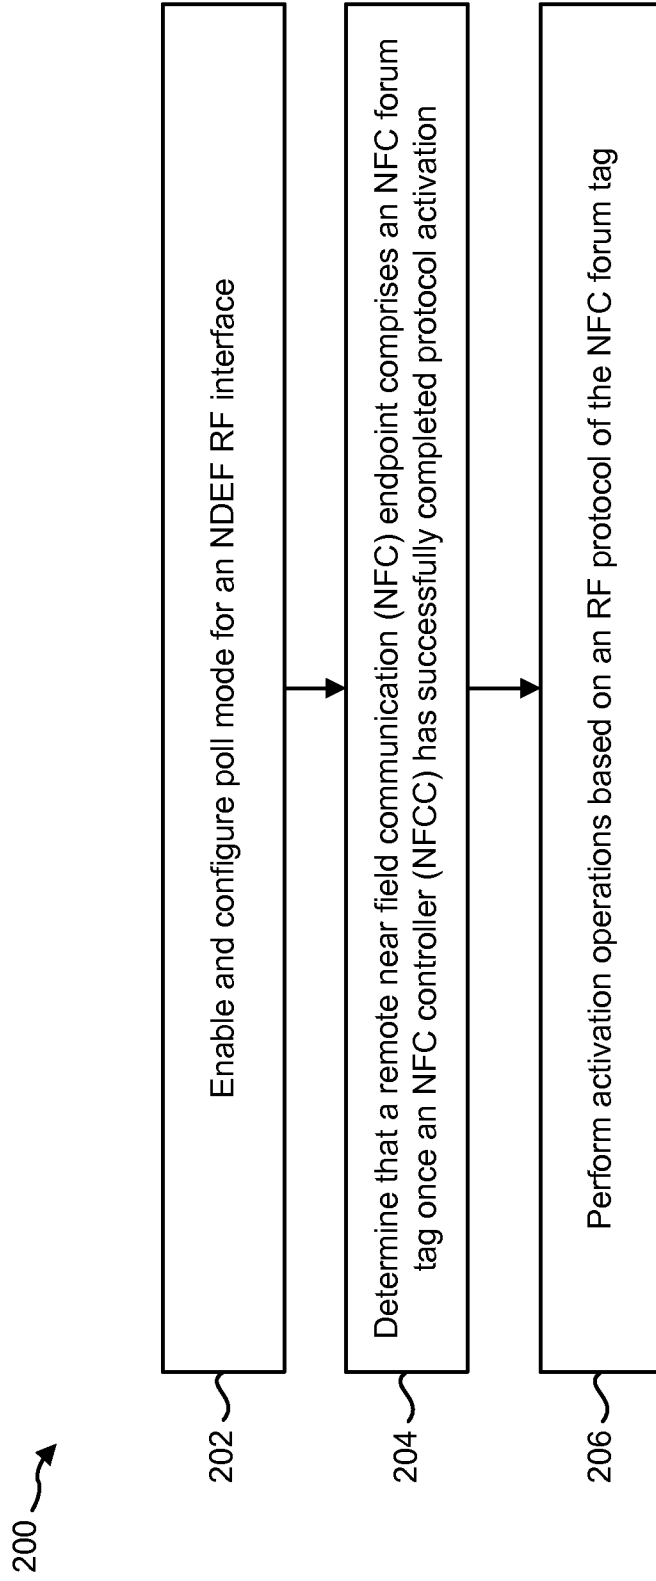 200
202
Enable and configure poll mode for an NDEF RF interface
204
Determine that a remote near field communication (NFC) endpoint comprises an NFC forum
tag once an NFC controller (NFCC) has successfully completed protocol activation
206
Perform activation operations based on an RF protocol of the NFC forum tag